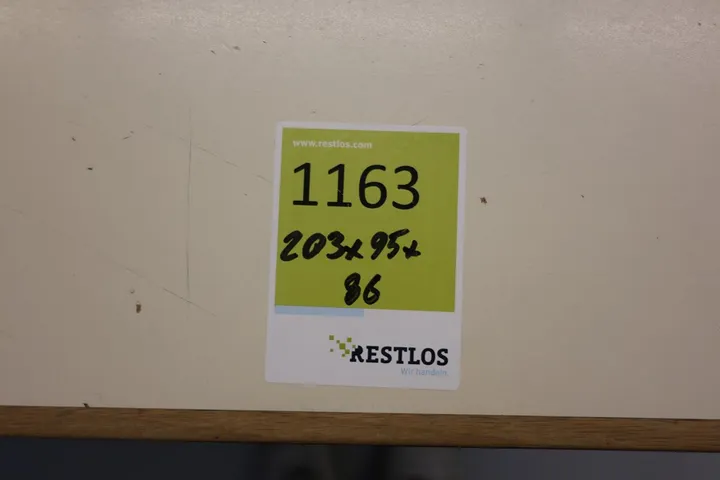 www.restlos.com
1163
203x95x
86
RESTLOS
Wir handeln.